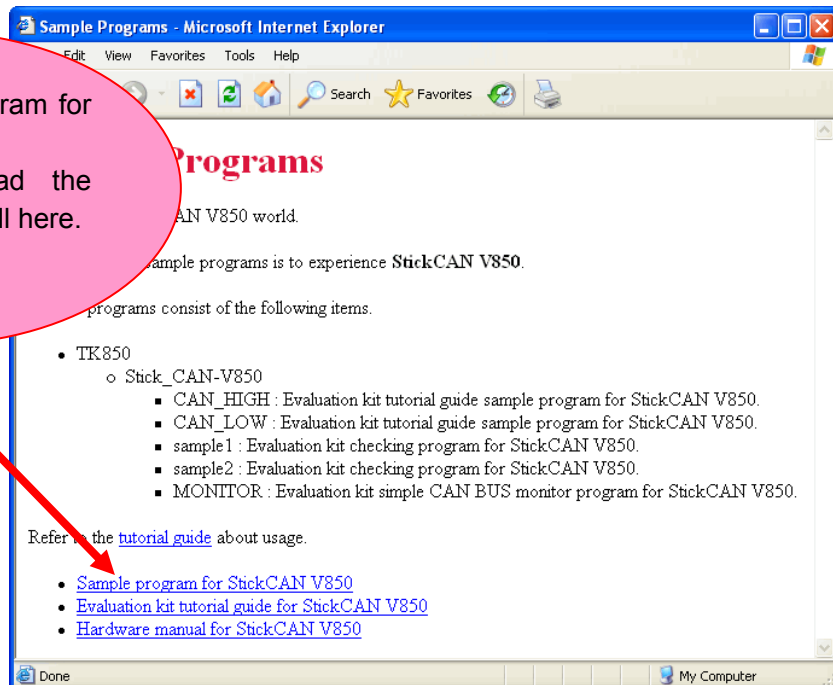 Sample Programs - Microsoft Internet Explorer
Edit View Favorites Tools Help
Search Favorites
ram for
ad the
ll here.
Programs
CAN V850 world.
sample programs is to experience StickCAN V850.
programs consist of the following items.
TK850
Stick_CAN-V850
CAN_HIGH : Evaluation kit tutorial guide sample program for StickCAN V850.
CAN_LOW : Evaluation kit tutorial guide sample program for StickCAN V850.
sample1 : Evaluation kit checking program for StickCAN V850.
sample2 : Evaluation kit checking program for StickCAN V850.
MONITOR : Evaluation kit simple CAN BUS monitor program for StickCAN V850.
Refer to the tutorial guide about usage.
Sample program for StickCAN V850
Evaluation kit tutorial guide for StickCAN V850
Hardware manual for StickCAN V850
Done My Computer